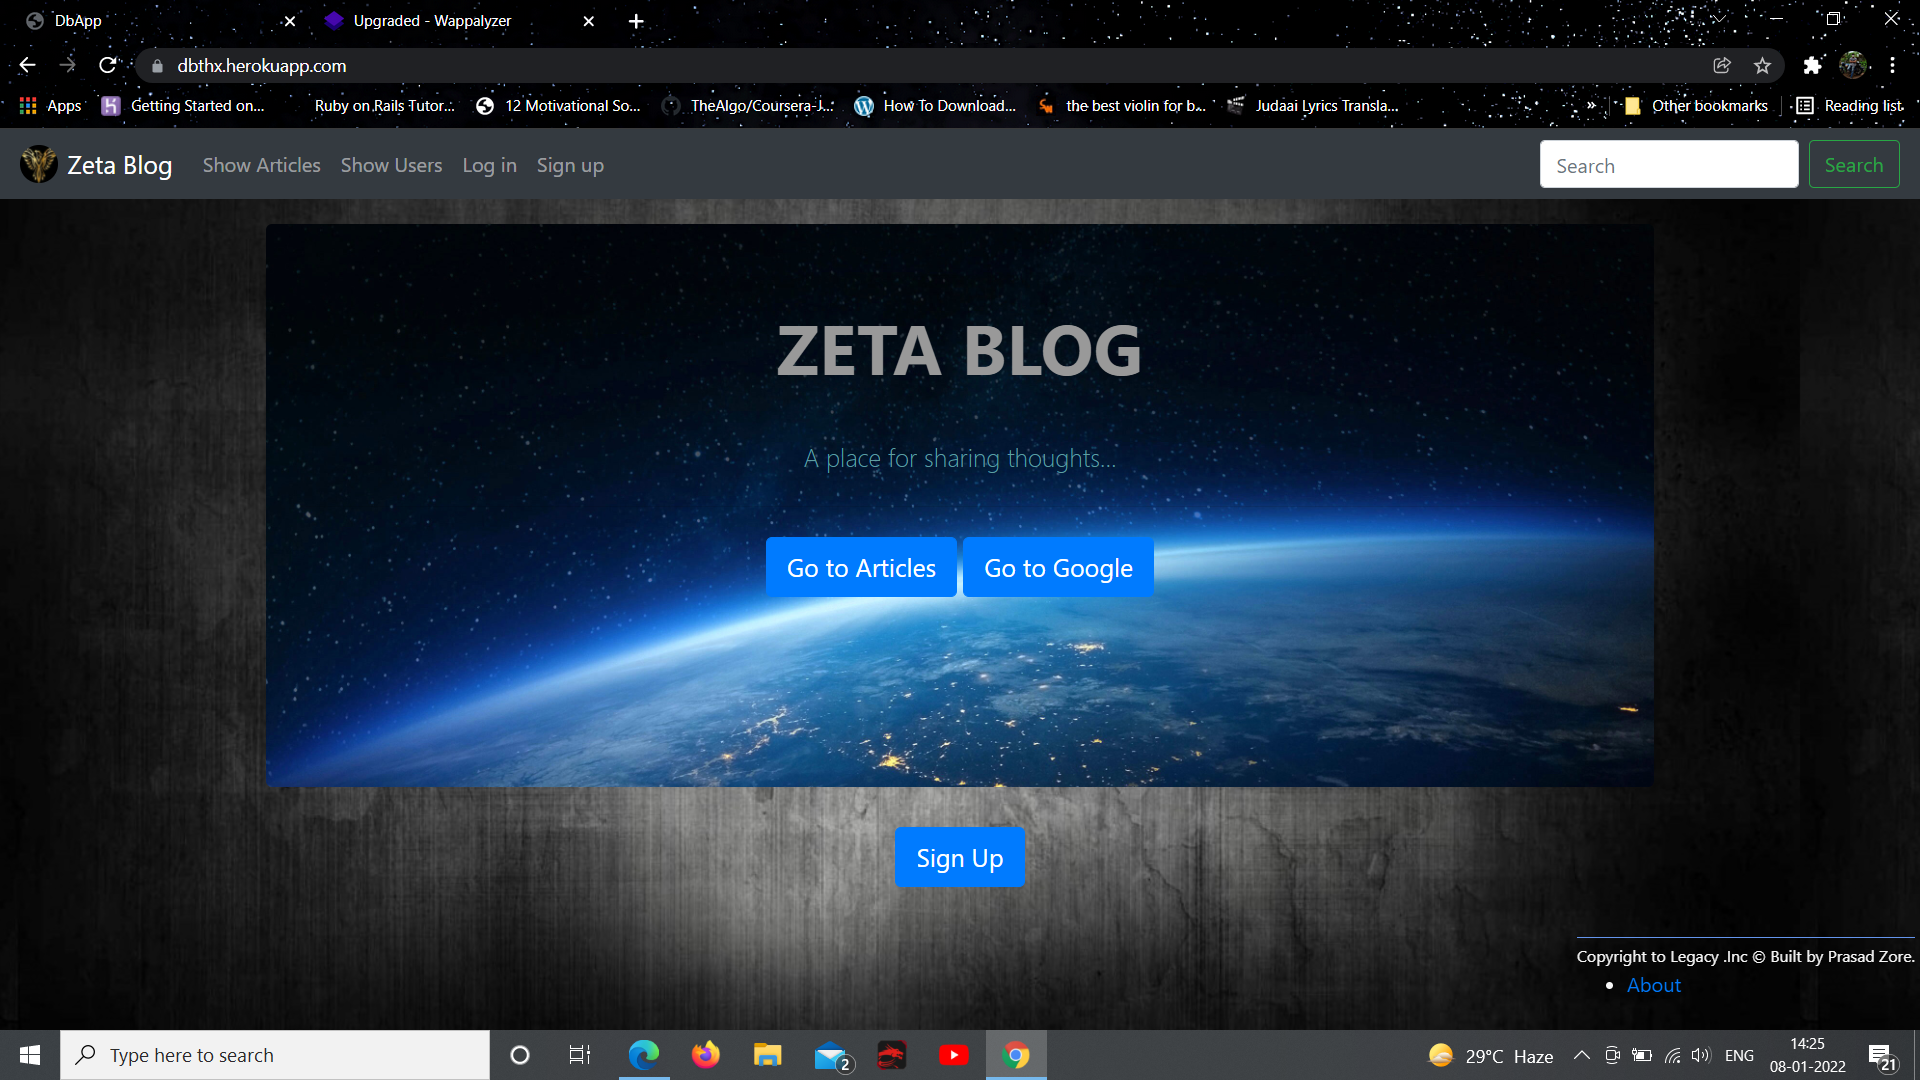 DbApp
Upgraded - Wappalyzer
dbthx.herokuapp.com
Apps Getting Started on... Ruby on Rails Tutor... 12 Motivational So... TheAlgo/Coursera-J... How To Download... the best violin for b... Judaai Lyrics Transla... » Other bookmarks Reading list
Zeta Blog Show Articles Show Users Log in Sign up Search Search
ZETA BLOG
A place for sharing thoughts...
Go to Articles Go to Google
Sign Up
Copyright to Legacy .Inc © Built by Prasad Zore.
About
Type here to search 2 29°C Haze ENG 14:25
08-01-2022 21